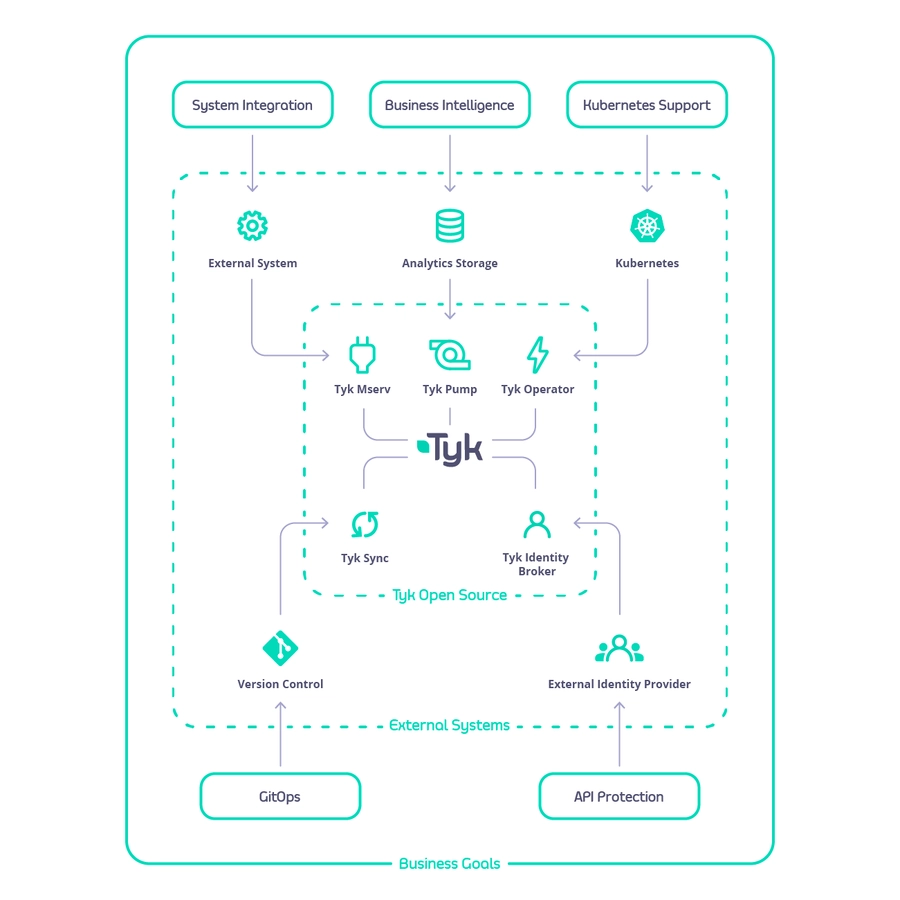 System Integration
Business Intelligence
Kubernetes Support
External System
Analytics Storage
Kubernetes
Tyk Mserv
Tyk Pump
Tyk Operator
Tyk
Tyk Sync
Tyk Identity
Broker
Tyk Open Source
Version Control
External Identity Provider
External Systems
GitOps
API Protection
Business Goals